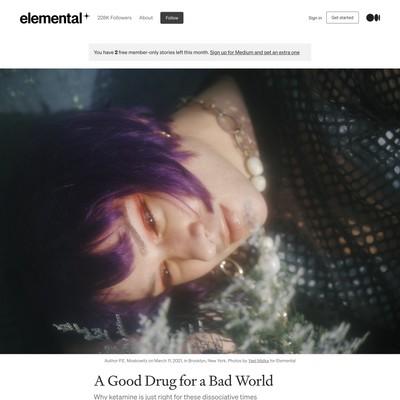 elemental+
226K Followers About Follow Sign in Get started
You have 2 free member-only stories left this month. Sign up for Medium and get an extra one
Author P.E. Moskowitz on March 11, 2021, in Brooklyn, New York. Photos by Yael Malka for Elemental
A Good Drug for a Bad World
Why ketamine is just right for these dissociative times